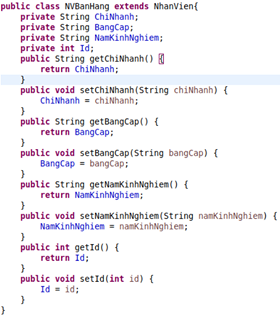 public class NVBanHang extends NhanVien{
    private String ChiNhanh;
    private String BangCap;
    private String NamKinhNghiem;
    private int Id;
    public String getChiNhanh() {
        return ChiNhanh;
    }
    public void setChiNhanh(String chiNhanh) {
        ChiNhanh = chiNhanh;
    }
    public String getBangCap() {
        return BangCap;
    }
    public void setBangCap(String bangCap) {
        BangCap = bangCap;
    }
    public String getNamKinhNghiem() {
        return NamKinhNghiem;
    }
    public void setNamKinhNghiem(String namKinhNghiem) {
        NamKinhNghiem = namKinhNghiem;
    }
    public int getId() {
        return Id;
    }
    public void setId(int id) {
        Id = id;
    }
}